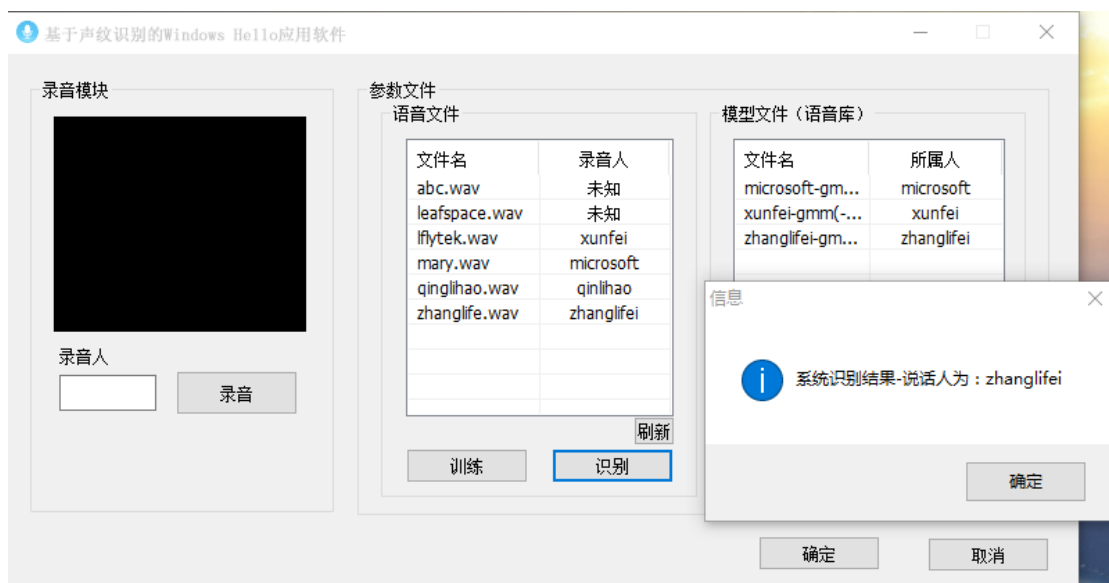 基于声纹识别的Windows Hello应用软件
录音模块
参数文件
语音文件
模型文件（语音库）
文件名 录音人
abc.wav 未知
leafspace.wav 未知
Iflytek.wav xunfei
mary.wav microsoft
qinglihao.wav qinlihao
zhanglife.wav zhanglifei
文件名 所属人
microsoft-gm... microsoft
xunfei-gmm(-... xunfei
zhanglifei-gm... zhanglifei
录音人
录音
刷新
训练 识别
信息
系统识别结果-说话人为：zhanglifei
确定
确定 取消